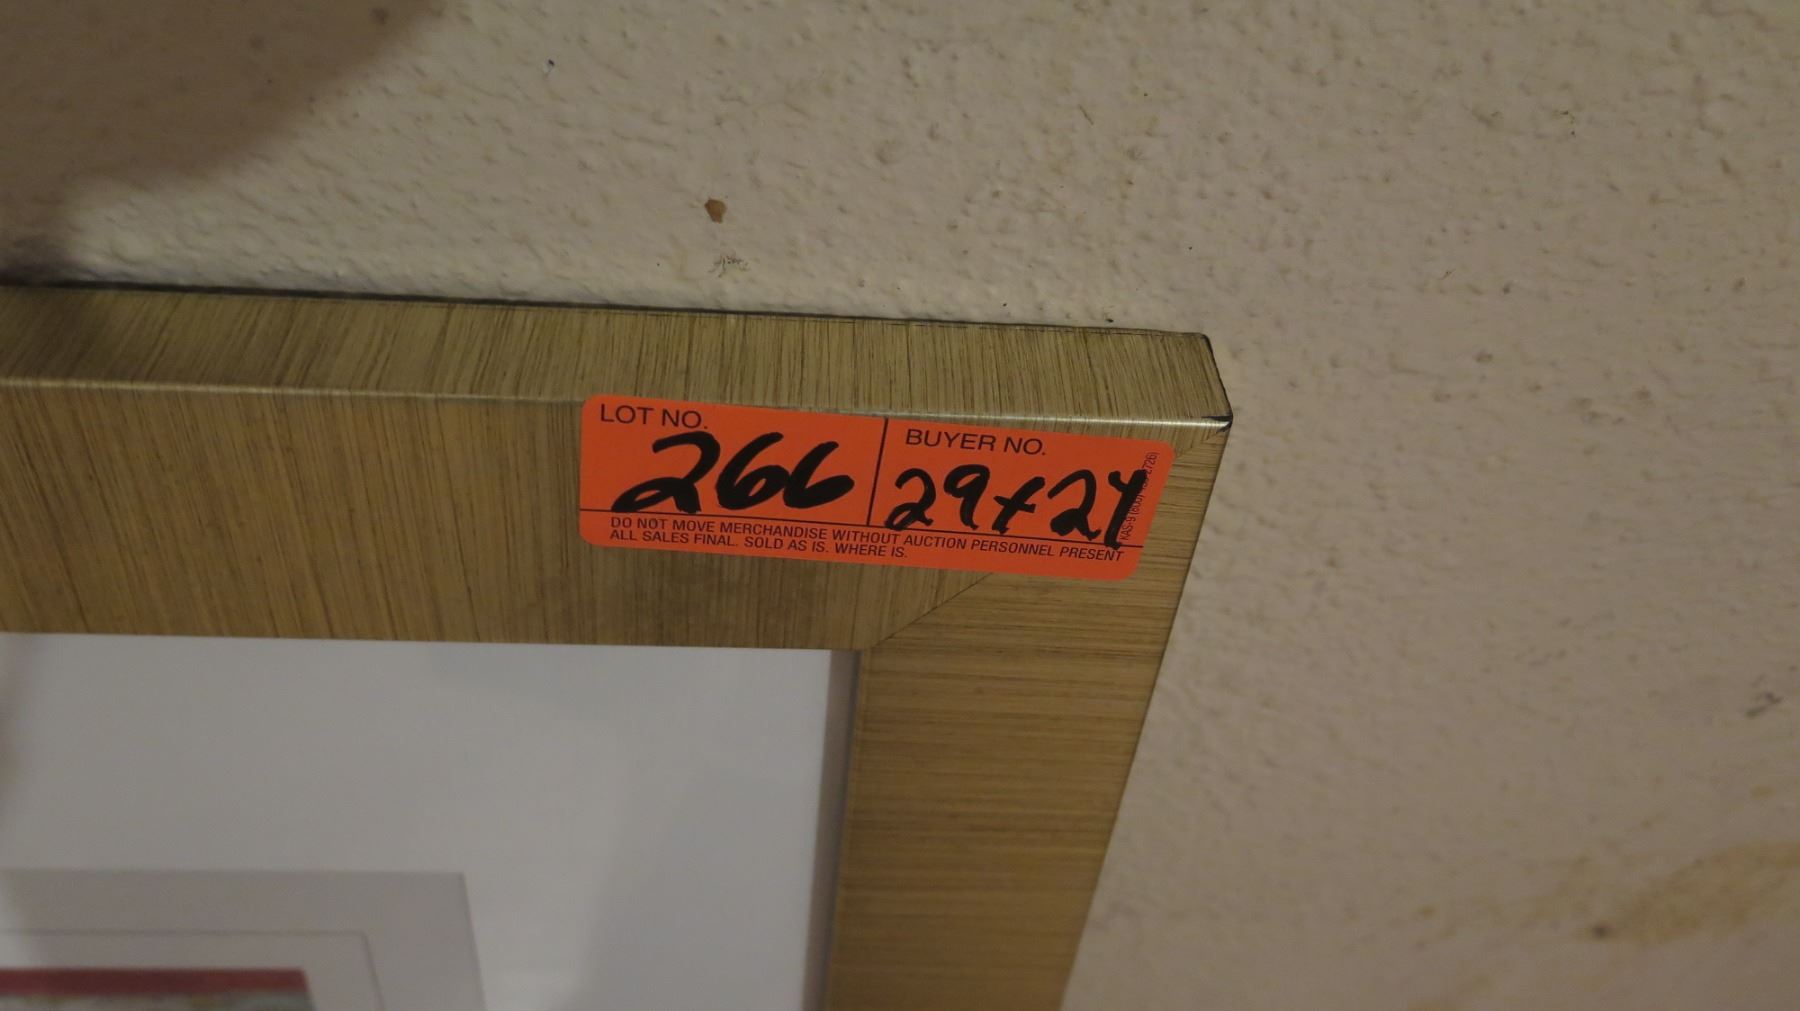 LOT NO.
266
BUYER NO.
29x24
DO NOT MOVE MERCHANDISE WITHOUT AUCTION PERSONNEL PRESENT
ALL SALES FINAL. SOLD AS IS. WHERE IS.